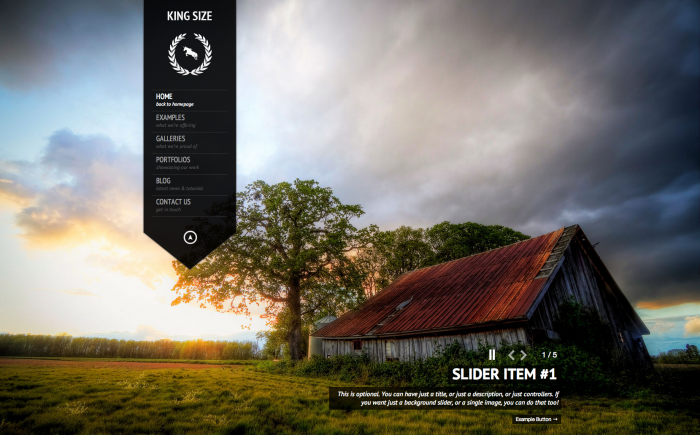 KING SIZE
HOME
back to homepage
EXAMPLES
what we're offering
GALLERIES
what we're proud of
PORTFOLIOS
showcasing our work
BLOG
latest news & tutorials
CONTACT US
get in touch
1 / 5
SLIDER ITEM #1
This is optional. You can have just a title, or just a description, or just controllers. If
you want just a background slider, or a single image, you can do that too!
Example Button →